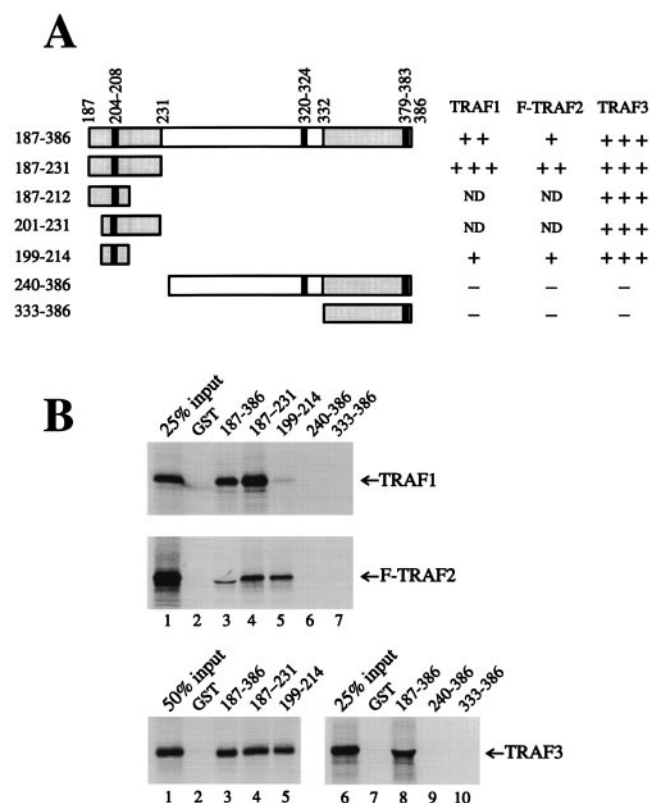 A
187
204-208
231
320-324
332
379-383
386
TRAF1 F-TRAF2 TRAF3
187-386 ++ + +++
187-231 +++ ++ +++
187-212 ND ND +++
201-231 ND ND +++
199-214 + + +++
240-386 – – –
333-386 – – –
B
25% input GST 187-386 187–231 199-214 240-386 333-386
←TRAF1
←F-TRAF2
1 2 3 4 5 6 7
50% input GST 187-386 187–231 199-214 25% input GST 187-386 240-386 333-386
←TRAF3
1 2 3 4 5 6 7 8 9 10